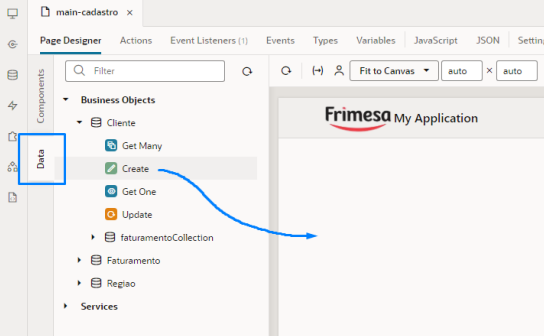 main-cadastro ×
Page Designer Actions Event Listeners (1) Events Types Variables JavaScript JSON Setting
Components
Data
Filter
Fit to Canvas auto × auto
Business Objects
Cliente
Get Many
Create
Get One
Update
faturamentoCollection
Faturamento
Regiao
Services
Frimesa My Application